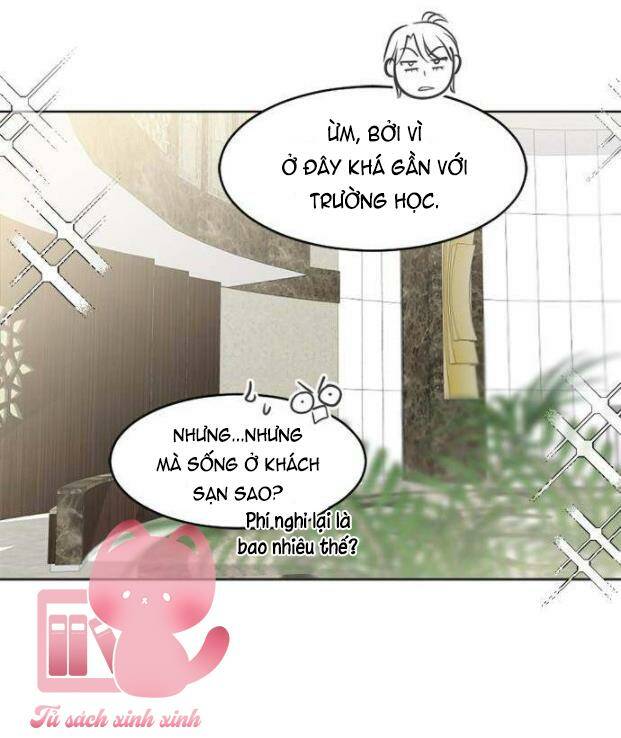 ỪM, BỞI VÌ
Ở ĐÂY KHÁ GẦN VỚI
TRƯỜNG HỌC.
NHƯNG...NHƯNG
MÀ SỐNG Ở KHÁCH
SẠN SAO?
Phí nghỉ lại là
bao nhiêu thế?
Tủ sách xinh xinh